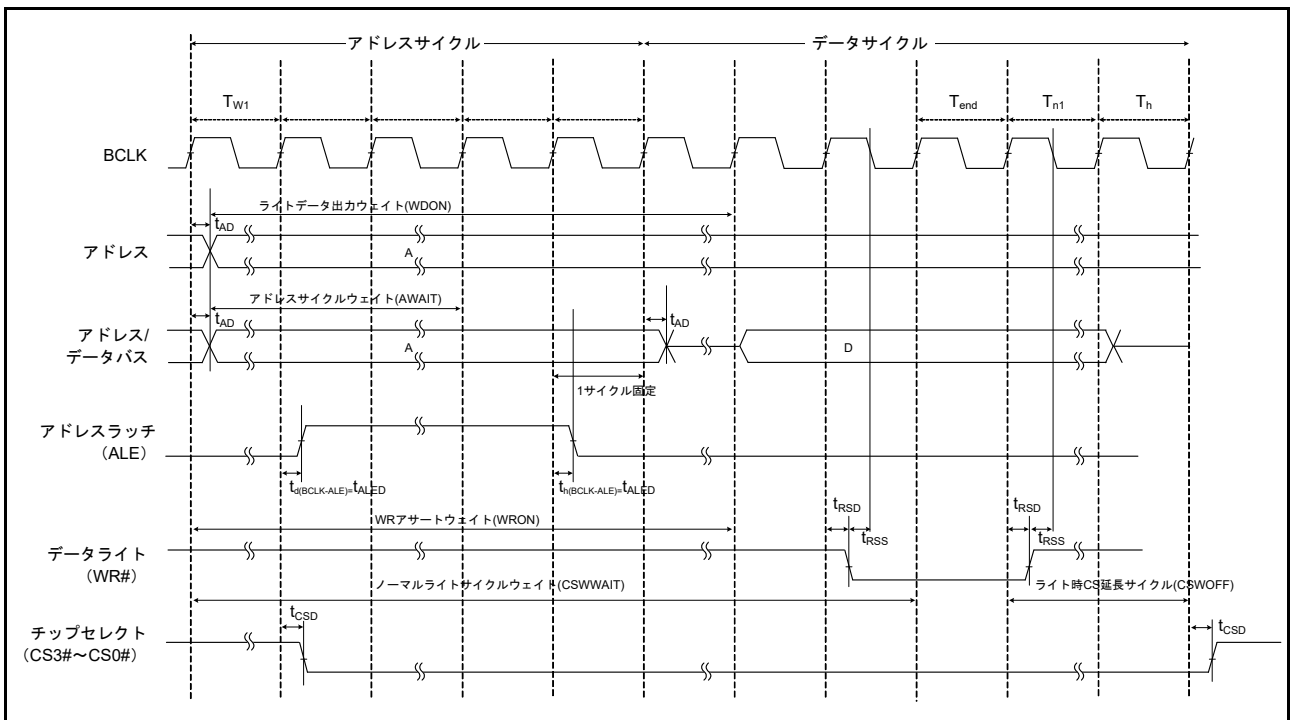 アドレスサイクル
データサイクル
TW1
Tend
Tn1
Th
BCLK
ライトデータ出力ウェイト(WDON)
tAD
アドレス
A
アドレスサイクルウェイト(AWAIT)
tAD
tAD
アドレス/
データバス
A
D
1サイクル固定
アドレスラッチ
（ALE）
td(BCLK-ALE)=tALED
th(BCLK-ALE)=tALED
WRアサートウェイト(WRON)
tRSD
tRSS
tRSD
tRSS
データライト
（WR#）
ノーマルライトサイクルウェイト(CSWWAIT)
ライト時CS延長サイクル(CSWOFF)
tCSD
tCSD
チップセレクト
（CS3#～CS0#）